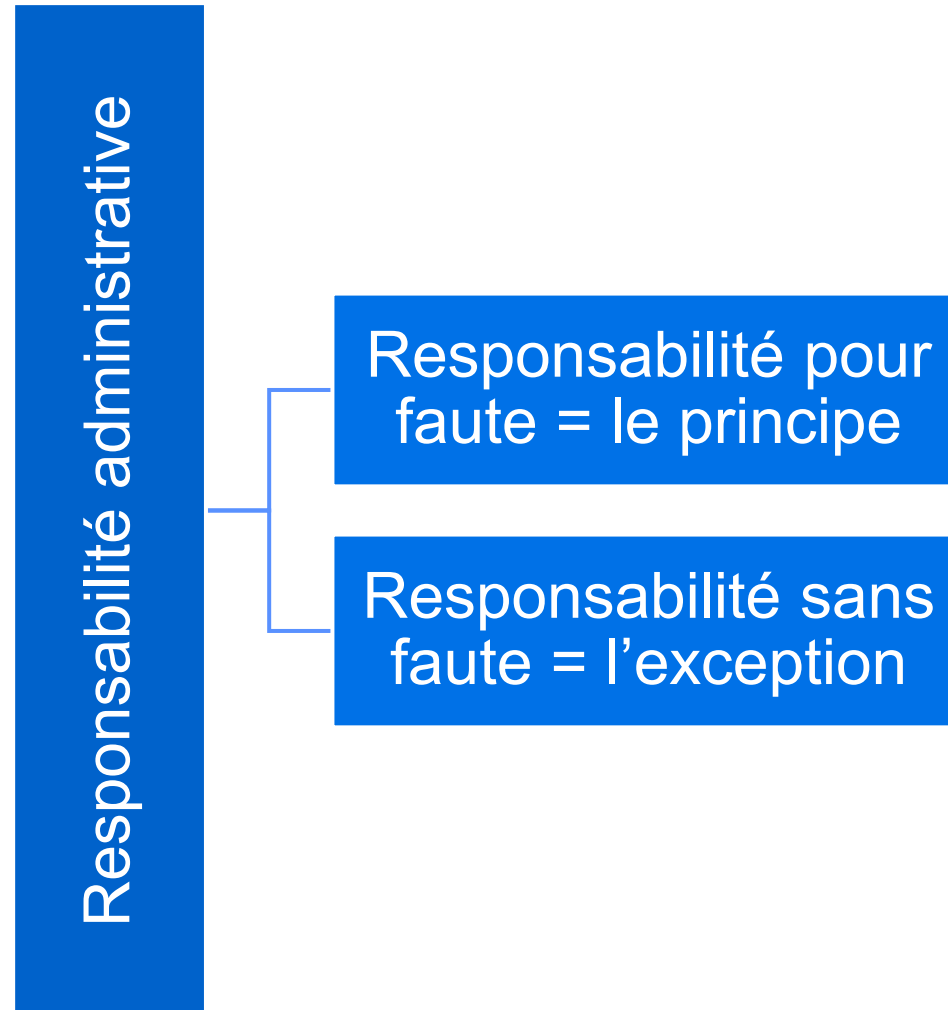 Responsabilité administrative
Responsabilité pour
faute = le principe
Responsabilité sans
faute = l’exception